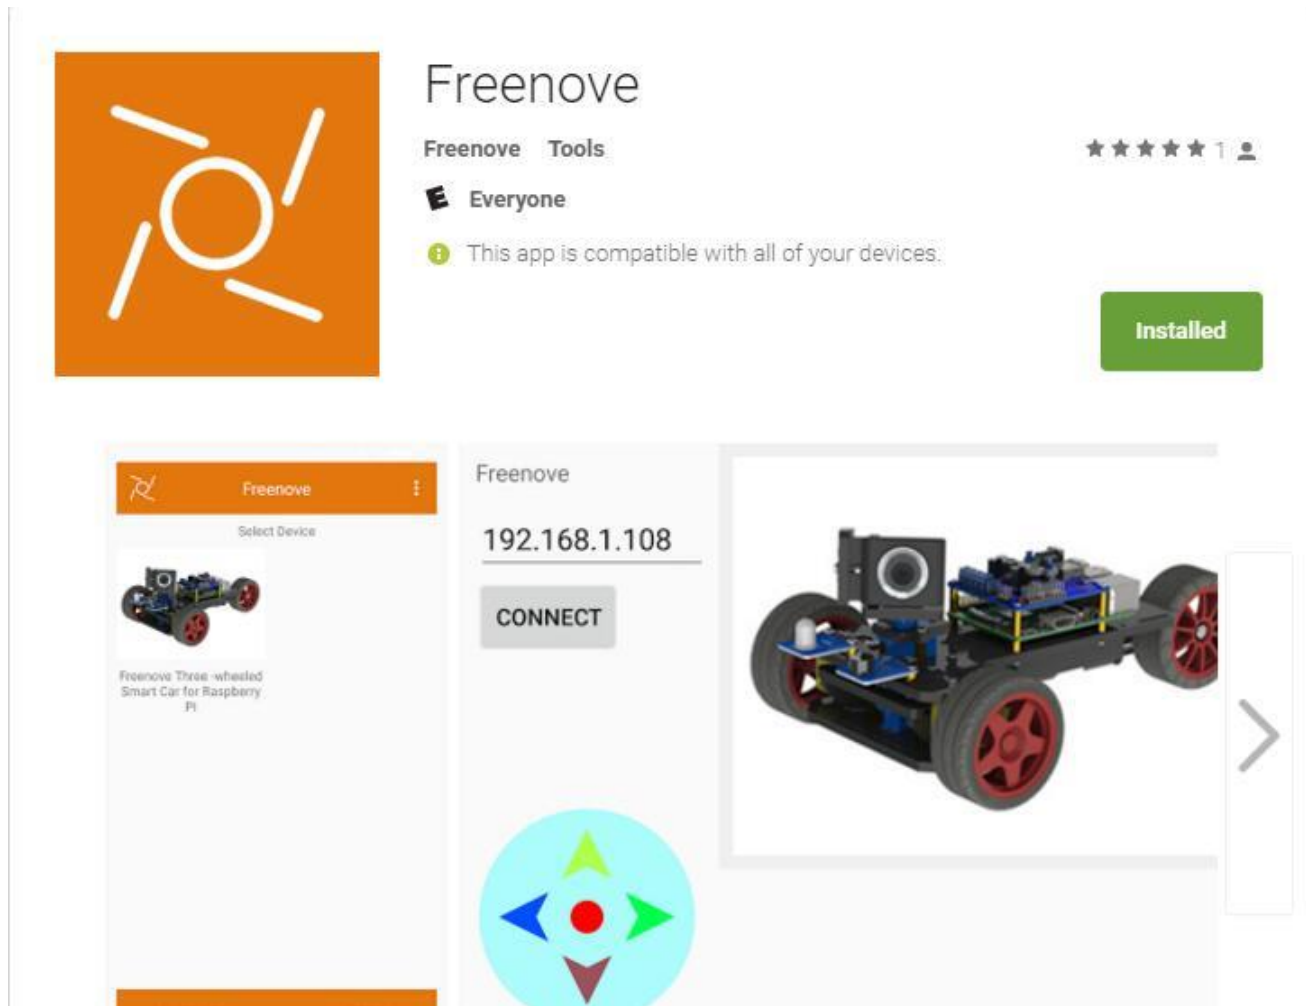 Freenove
Freenove Tools
1
E Everyone
This app is compatible with all of your devices.
Installed
Freenove
Select Device
Freenove Three -wheeled
Smart Car for Raspberry
Pi
Freenove
192.168.1.108
CONNECT